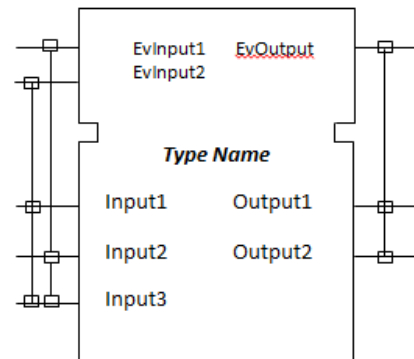 EvInput1 EvOutput
EvInput2
Type Name
Input1 Output1
Input2 Output2
Input3